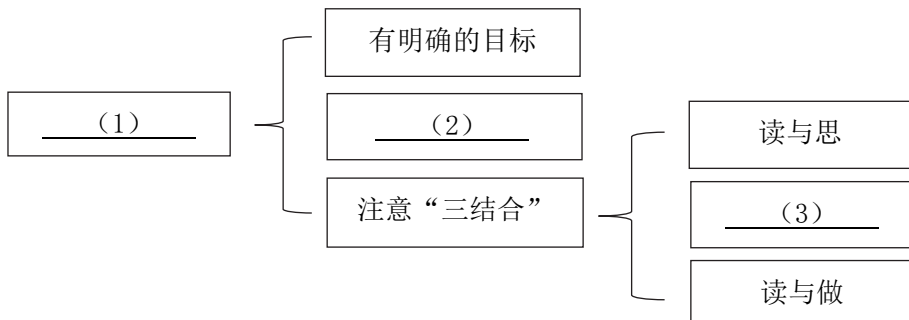 有明确的目标
（1）
（2）
读与思
注意“三结合”
（3）
读与做